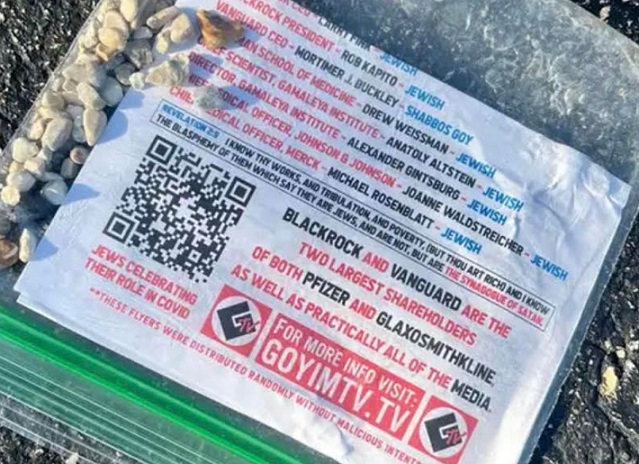 CEO - LARRY FINK - JEWISH
BLACKROCK PRESIDENT - ROB KAPITO - JEWISH
VANGUARD CEO - MORTIMER J. BUCKLEY - SHABBOS GOY
SCHOOL OF MEDICINE - DREW WEISSMAN - JEWISH
SCIENTIST, GAMALEYA INSTITUTE - ANATOLY ALTSTEIN - JEWISH
DIRECTOR, GAMALEYA INSTITUTE - ALEXANDER GINTSBURG - JEWISH
CHIEF MEDICAL OFFICER, JOHNSON & JOHNSON - JOANNE WALDSTREICHER - JEWISH
MEDICAL OFFICER, MERCK - MICHAEL ROSENBLATT - JEWISH
REVELATION 2:9 I KNOW THY WORKS, AND TRIBULATION, AND POVERTY, (BUT THOU ART RICH) AND I KNOW
THE BLASPHEMY OF THEM WHICH SAY THEY ARE JEWS, AND ARE NOT, BUT ARE THE SYNAGOGUE OF SATAN.
BLACKROCK AND VANGUARD ARE THE
TWO LARGEST SHAREHOLDERS
OF BOTH PFIZER AND GLAXOSMITHKLINE,
AS WELL AS PRACTICALLY ALL OF THE MEDIA.
JEWS CELEBRATING
THEIR ROLE IN COVID
FOR MORE INFO VISIT:
GOYIMTV.TV
**THESE FLYERS WERE DISTRIBUTED RANDOMLY WITHOUT MALICIOUS INTENT